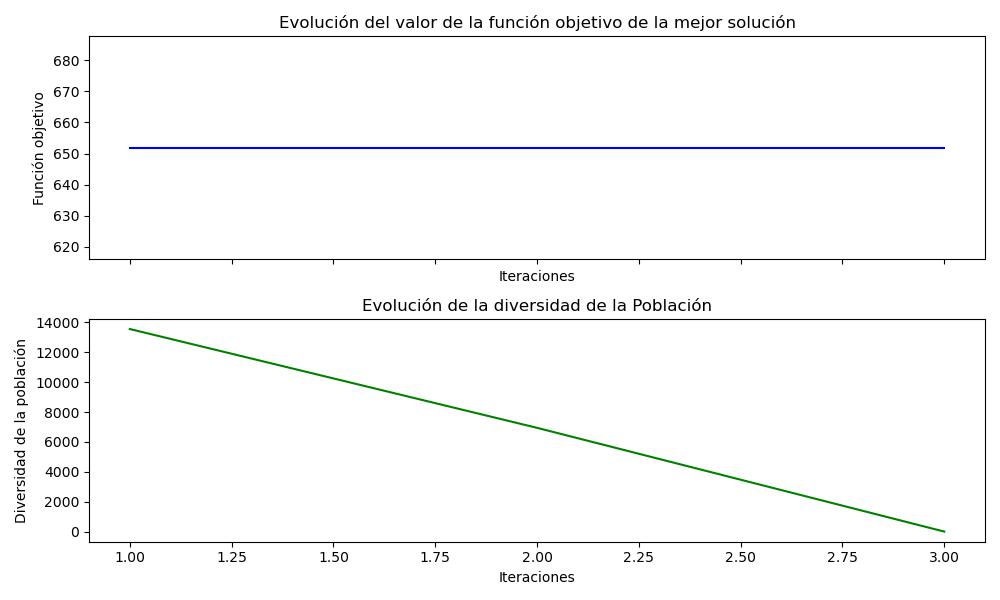 Evolución del valor de la función objetivo de la mejor solución
680
670
660
650
640
630
620
Función objetivo
Iteraciones
Evolución de la diversidad de la Población
14000
12000
10000
8000
6000
4000
2000
0
Diversidad de la población
1.00 1.25 1.50 1.75 2.00 2.25 2.50 2.75 3.00
Iteraciones